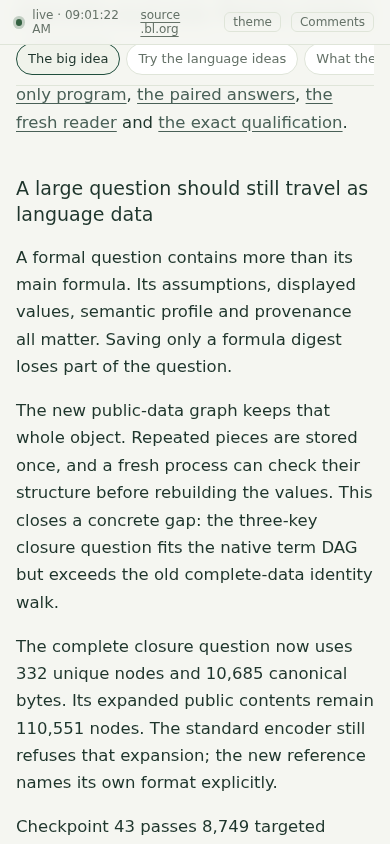 live · 09:01:22 AM
source .bl.org
theme
Comments
The big idea
Try the language ideas
What the
only program, the paired answers, the
fresh reader and the exact qualification.
A large question should still travel as
language data
A formal question contains more than its
main formula. Its assumptions, displayed
values, semantic profile and provenance
all matter. Saving only a formula digest
loses part of the question.
The new public-data graph keeps that
whole object. Repeated pieces are stored
once, and a fresh process can check their
structure before rebuilding the values. This
closes a concrete gap: the three-key
closure question fits the native term DAG
but exceeds the old complete-data identity
walk.
The complete closure question now uses
332 unique nodes and 10,685 canonical
bytes. Its expanded public contents remain
110,551 nodes. The standard encoder still
refuses that expansion; the new reference
names its own format explicitly.
Checkpoint 43 passes 8,749 targeted